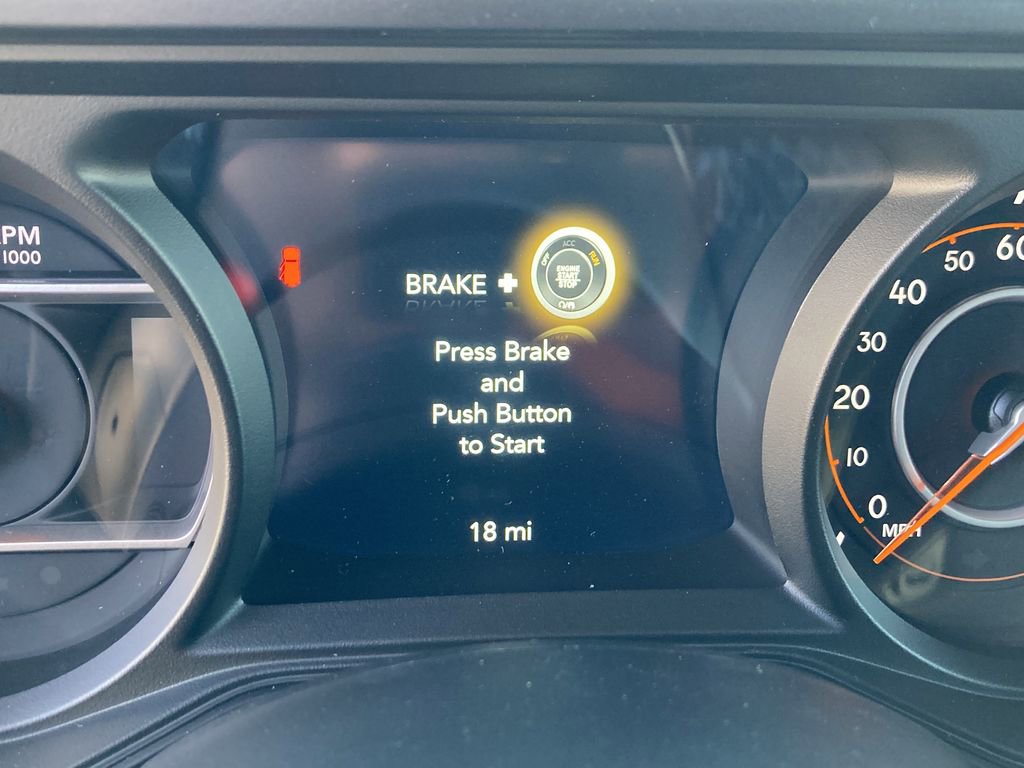 RPM
1000
BRAKE +
ACC
OFF
RUN
ENGINE
START
STOP
Press Brake
and
Push Button
to Start
18 mi
60
50
40
30
20
10
0
MPH